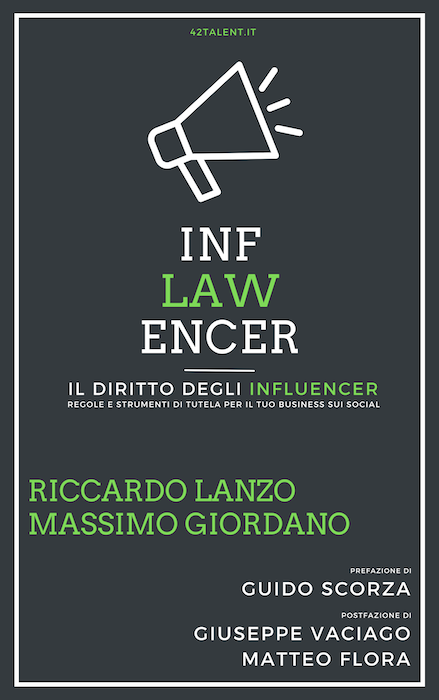 42TALENT.IT
INF
LAW
ENCER
IL DIRITTO DEGLI INFLUENCER
REGOLE E STRUMENTI DI TUTELA PER IL TUO BUSINESS SUI SOCIAL
RICCARDO LANZO
MASSIMO GIORDANO
PREFAZIONE DI
GUIDO SCORZA
POSTFAZIONE DI
GIUSEPPE VACIAGO
MATTEO FLORA